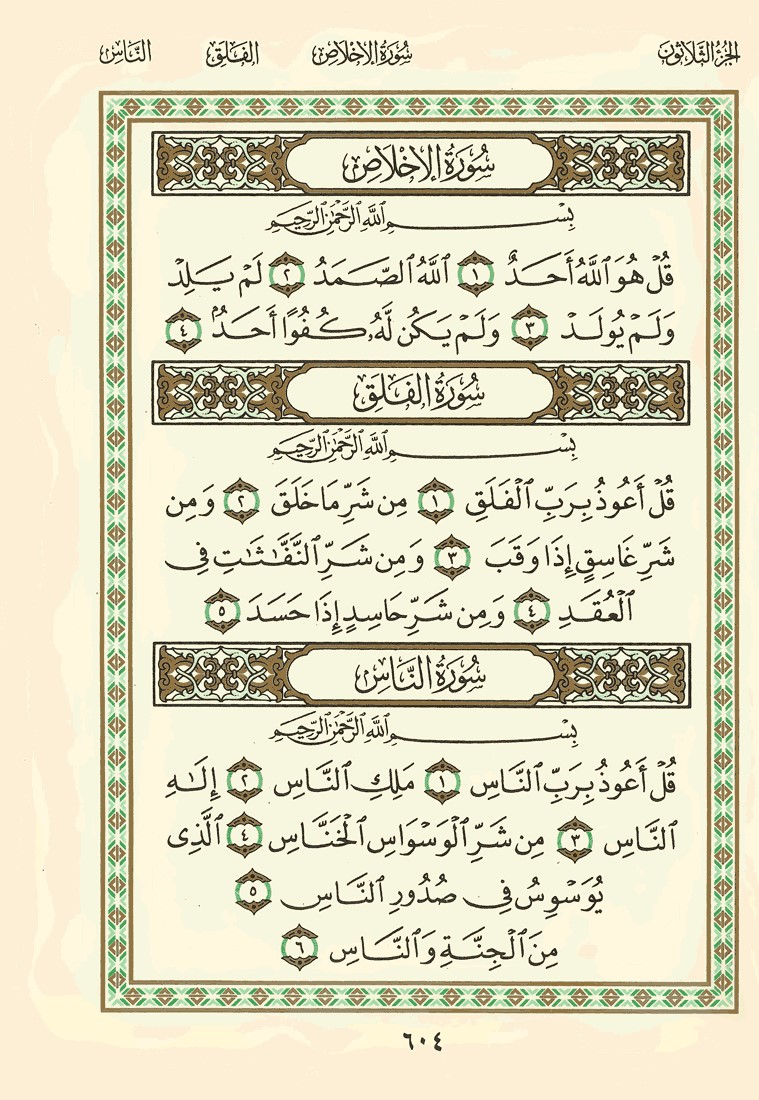 الجزء الثلاثون
سورة الإخلاص
الفلق
الناس
سُورَةُ الإِخْلَاصِ
بِسْمِ ٱللَّهِ ٱلرَّحْمَٰنِ ٱلرَّحِيمِ
قُلْ هُوَ ٱللَّهُ أَحَدٌ ١ ٱللَّهُ ٱلصَّمَدُ ٢ لَمْ يَلِدْ
وَلَمْ يُولَدْ ٣ وَلَمْ يَكُن لَّهُۥ كُفُوًا أَحَدٌۢ ٤
سُورَةُ الفَلَقِ
بِسْمِ ٱللَّهِ ٱلرَّحْمَٰنِ ٱلرَّحِيمِ
قُلْ أَعُوذُ بِرَبِّ ٱلْفَلَقِ ١ مِن شَرِّ مَا خَلَقَ ٢ وَمِن
شَرِّ غَاسِقٍ إِذَا وَقَبَ ٣ وَمِن شَرِّ ٱلنَّفَّٰثَٰتِ فِى
ٱلْعُقَدِ ٤ وَمِن شَرِّ حَاسِدٍ إِذَا حَسَدَ ٥
سُورَةُ النَّاسِ
بِسْمِ ٱللَّهِ ٱلرَّحْمَٰنِ ٱلرَّحِيمِ
قُلْ أَعُوذُ بِرَبِّ ٱلنَّاسِ ١ مَلِكِ ٱلنَّاسِ ٢ إِلَٰهِ
ٱلنَّاسِ ٣ مِن شَرِّ ٱلْوَسْوَاسِ ٱلْخَنَّاسِ ٤ ٱلَّذِى
يُوَسْوِسُ فِى صُدُورِ ٱلنَّاسِ ٥
مِنَ ٱلْجِنَّةِ وَٱلنَّاسِ ٦
٦٠٤